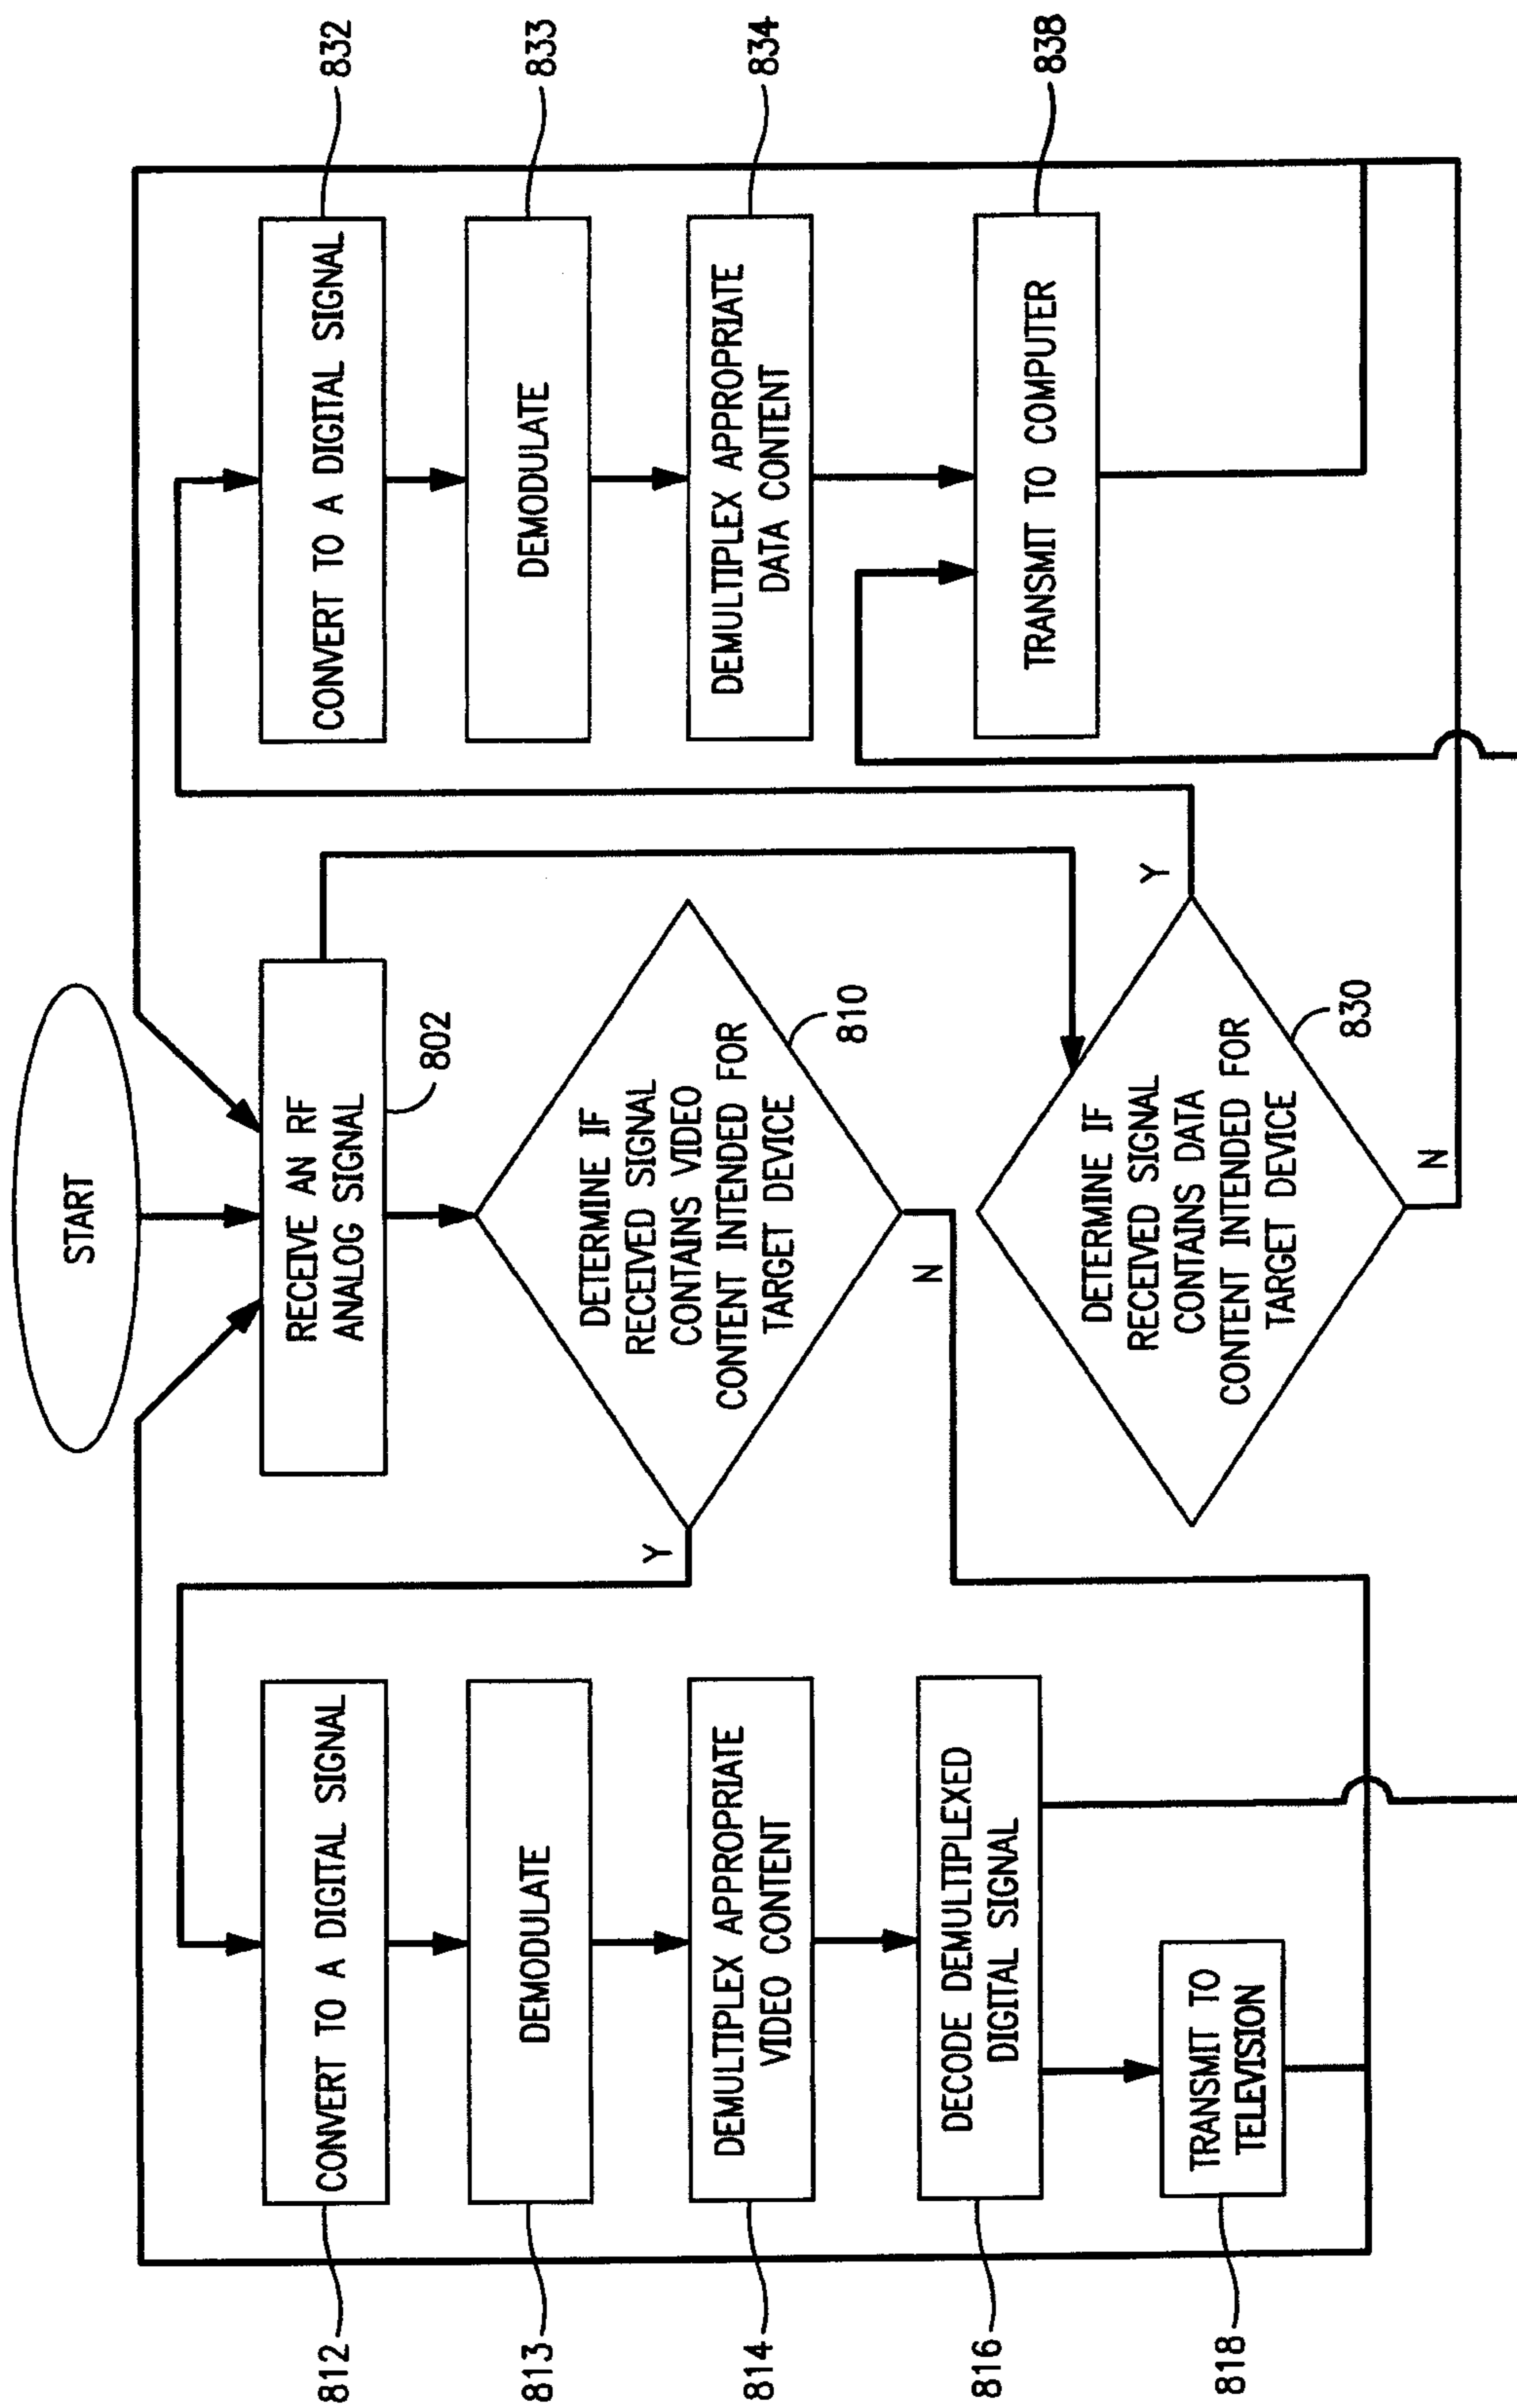 START
RECEIVE AN RF
ANALOG SIGNAL
802
DETERMINE IF
RECEIVED SIGNAL
CONTAINS VIDEO
CONTENT INTENDED FOR
TARGET DEVICE
810
Y
N
CONVERT TO A DIGITAL SIGNAL
812
DEMODULATE
813
DEMULTIPLEX APPROPRIATE
VIDEO CONTENT
814
DECODE DEMULTIPLEXED
DIGITAL SIGNAL
816
TRANSMIT TO
TELEVISION
818
DETERMINE IF
RECEIVED SIGNAL
CONTAINS DATA
CONTENT INTENDED FOR
TARGET DEVICE
830
Y
N
CONVERT TO A DIGITAL SIGNAL
832
DEMODULATE
833
DEMULTIPLEX APPROPRIATE
DATA CONTENT
834
TRANSMIT TO COMPUTER
838